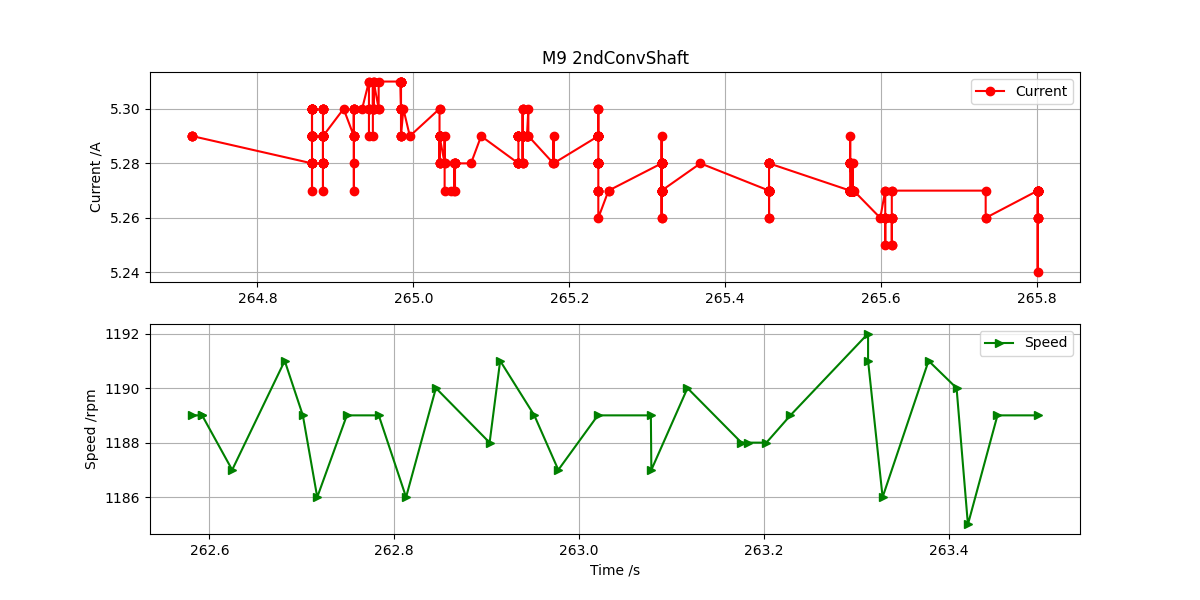 M9 2ndConvShaft
Current /A
5.30
5.28
5.26
5.24
Current
264.8 265.0 265.2 265.4 265.6 265.8
Speed /rpm
1192
1190
1188
1186
Speed
262.6 262.8 263.0 263.2 263.4
Time /s